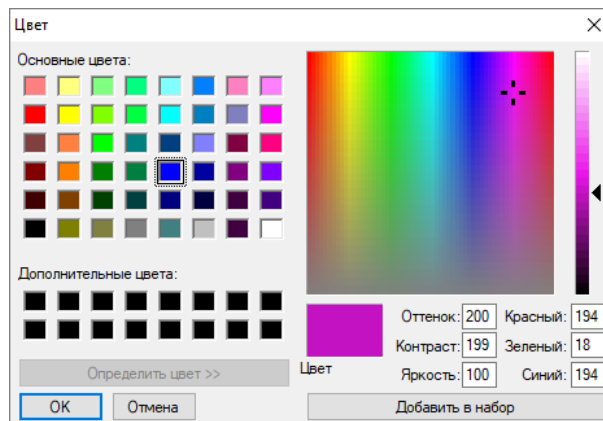 Цвет
Основные цвета:
Дополнительные цвета:
Определить цвет >>
OK
Отмена
Цвет
Оттенок: 200
Контраст: 199
Яркость: 100
Красный: 194
Зеленый: 18
Синий: 194
Добавить в набор